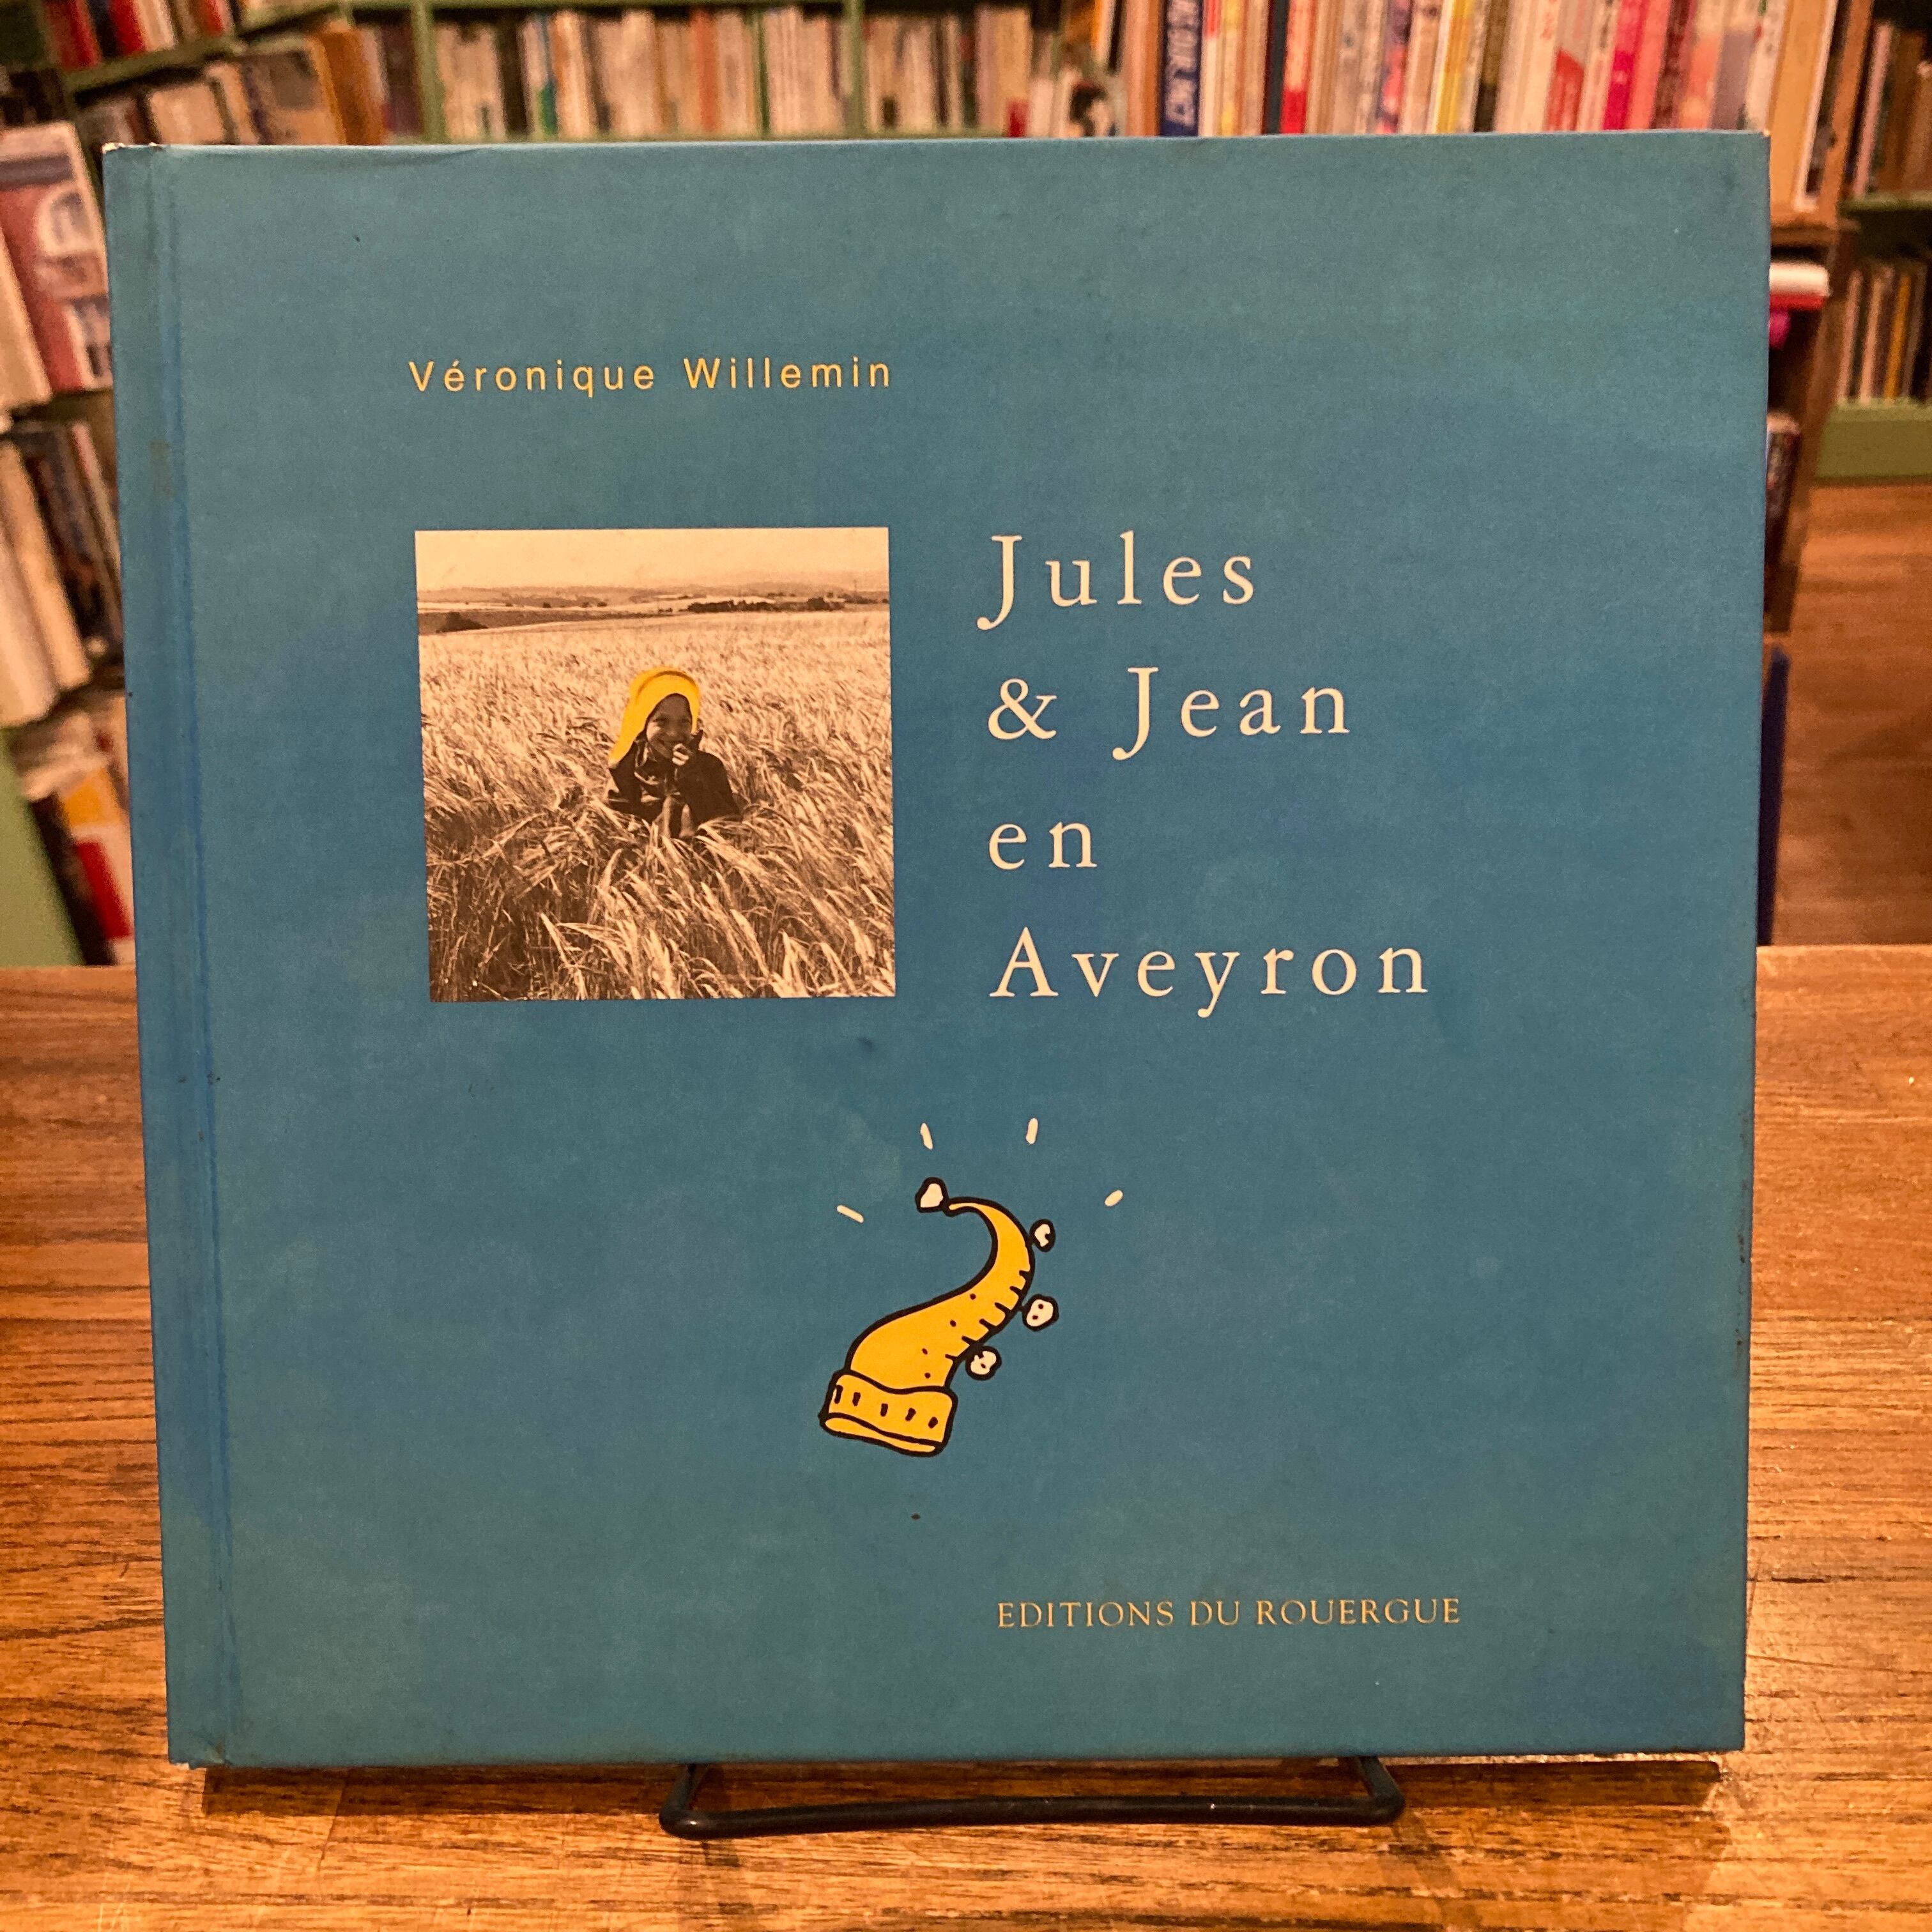 Véronique Willemin
Jules
& Jean
en
Aveyron
EDITIONS DU ROUERGUE